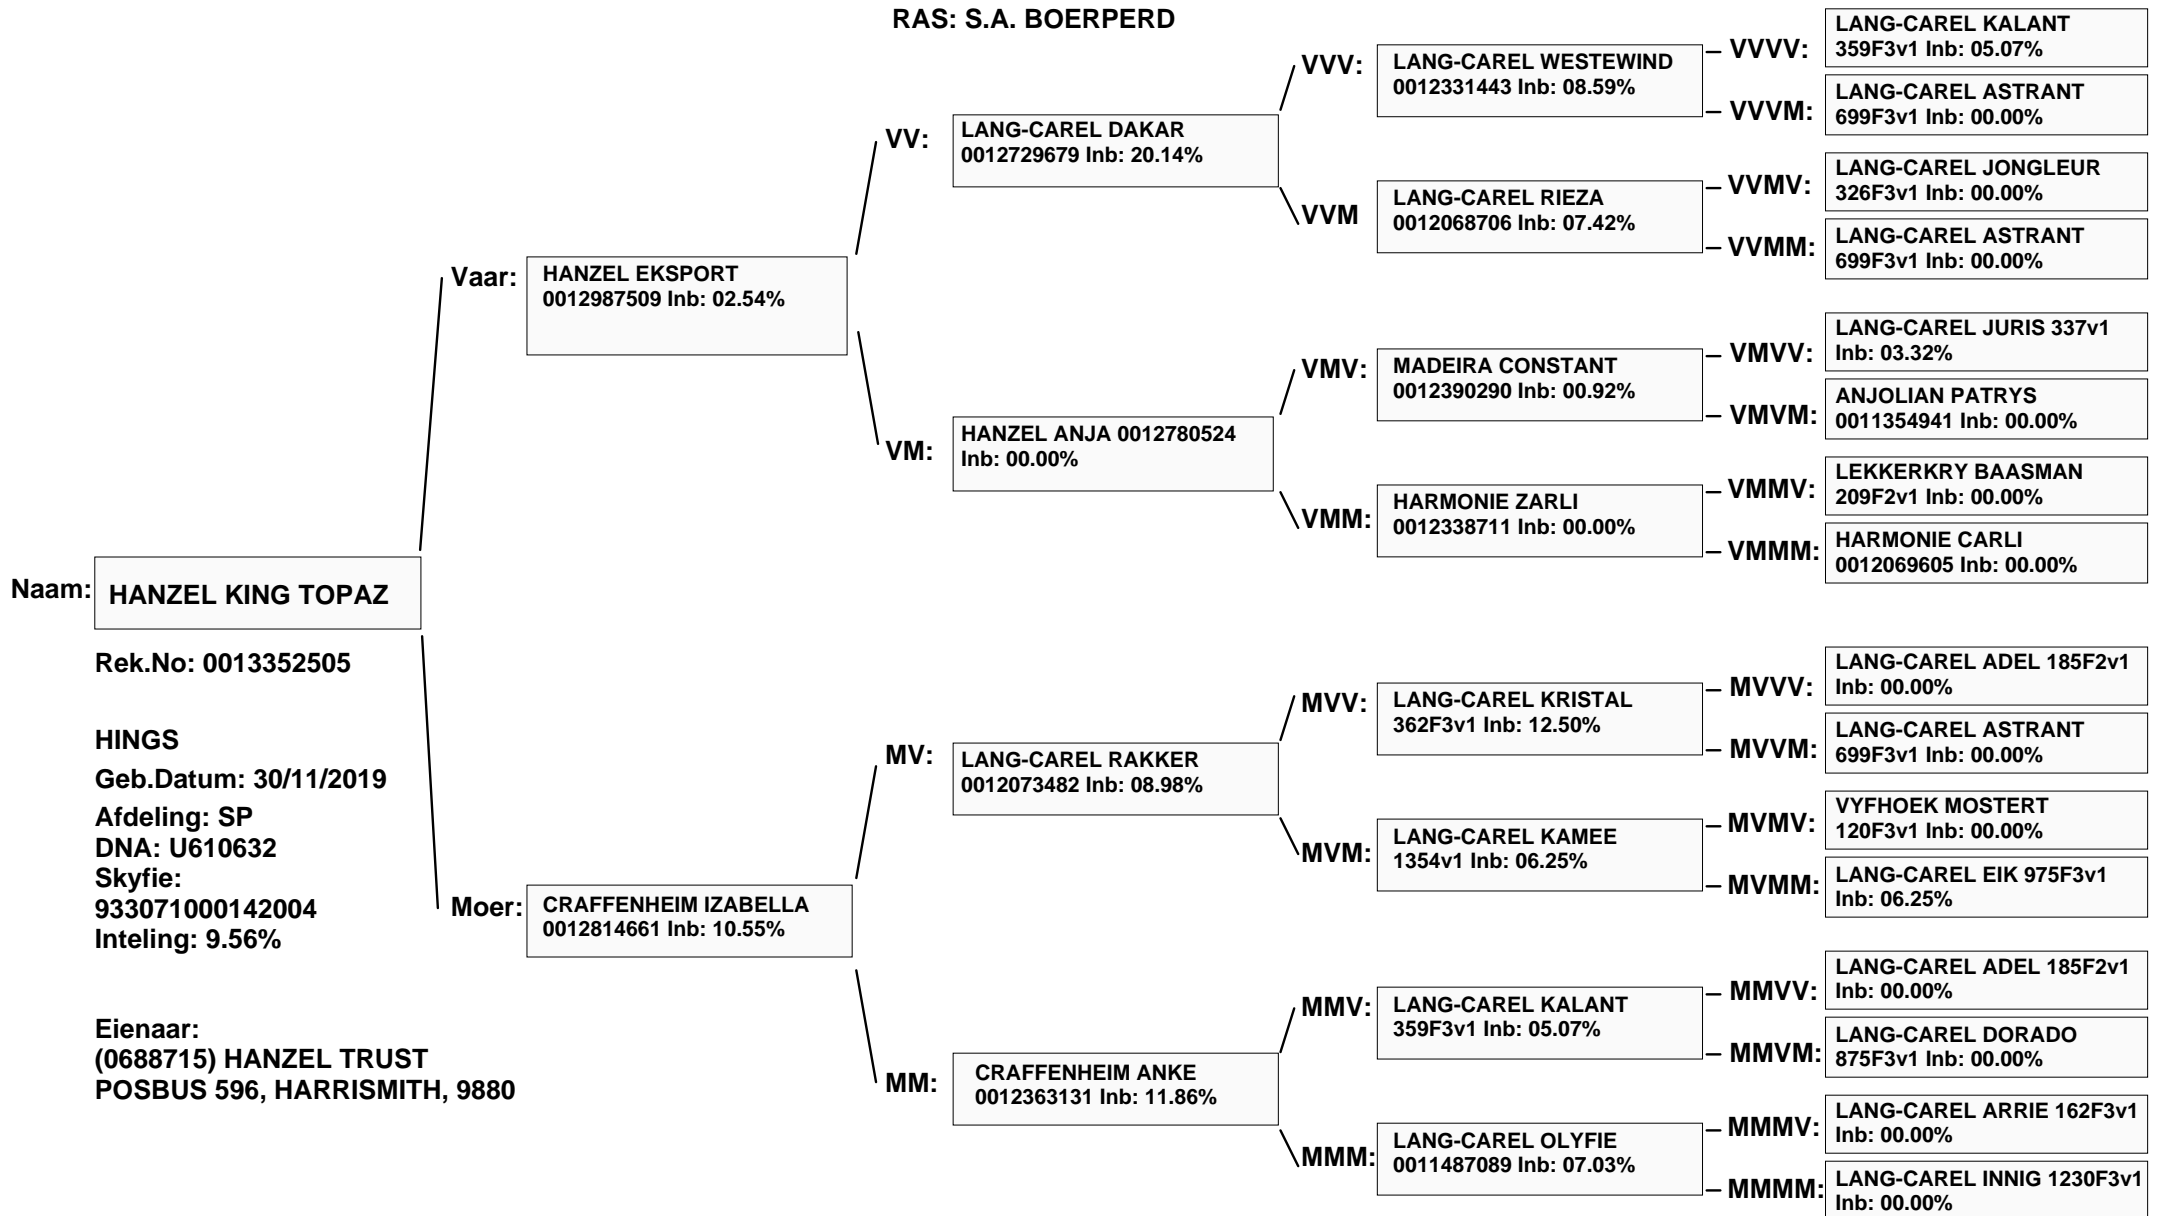 RAS: S.A. BOERPERD
Naam:
HANZEL KING TOPAZ
Rek.No: 0013352505
HINGS
Geb.Datum: 30/11/2019
Afdeling: SP
DNA: U610632
Skyfie:
933071000142004
Inteling: 9.56%
Eienaar:
(0688715) HANZEL TRUST
POSBUS 596, HARRISMITH, 9880
Vaar:
HANZEL EKSPORT
0012987509 Inb: 02.54%
Moer:
CRAFFENHEIM IZABELLA
0012814661 Inb: 10.55%
VV:
LANG-CAREL DAKAR
0012729679 Inb: 20.14%
VM:
HANZEL ANJA 0012780524
Inb: 00.00%
MV:
LANG-CAREL RAKKER
0012073482 Inb: 08.98%
MM:
CRAFFENHEIM ANKE
0012363131 Inb: 11.86%
VVV:
LANG-CAREL WESTEWIND
0012331443 Inb: 08.59%
VVM
LANG-CAREL RIEZA
0012068706 Inb: 07.42%
VMV:
MADEIRA CONSTANT
0012390290 Inb: 00.92%
VMM:
HARMONIE ZARLI
0012338711 Inb: 00.00%
MVV:
LANG-CAREL KRISTAL
362F3v1 Inb: 12.50%
MVM:
LANG-CAREL KAMEE
1354v1 Inb: 06.25%
MMV:
LANG-CAREL KALANT
359F3v1 Inb: 05.07%
MMM:
LANG-CAREL OLYFIE
0011487089 Inb: 07.03%
VVVV:
LANG-CAREL KALANT
359F3v1 Inb: 05.07%
VVVM:
LANG-CAREL ASTRANT
699F3v1 Inb: 00.00%
VVMV:
LANG-CAREL JONGLEUR
326F3v1 Inb: 00.00%
VVMM:
LANG-CAREL ASTRANT
699F3v1 Inb: 00.00%
VMVV:
LANG-CAREL JURIS 337v1
Inb: 03.32%
VMVM:
ANJOLIAN PATRYS
0011354941 Inb: 00.00%
VMMV:
LEKKERKRY BAASMAN
209F2v1 Inb: 00.00%
VMMM:
HARMONIE CARLI
0012069605 Inb: 00.00%
MVVV:
LANG-CAREL ADEL 185F2v1
Inb: 00.00%
MVVM:
LANG-CAREL ASTRANT
699F3v1 Inb: 00.00%
MVMV:
VYFHOEK MOSTERT
120F3v1 Inb: 00.00%
MVMM:
LANG-CAREL EIK 975F3v1
Inb: 06.25%
MMVV:
LANG-CAREL ADEL 185F2v1
Inb: 00.00%
MMVM:
LANG-CAREL DORADO
875F3v1 Inb: 00.00%
MMMV:
LANG-CAREL ARRIE 162F3v1
Inb: 00.00%
MMMM:
LANG-CAREL INNIG 1230F3v1
Inb: 00.00%